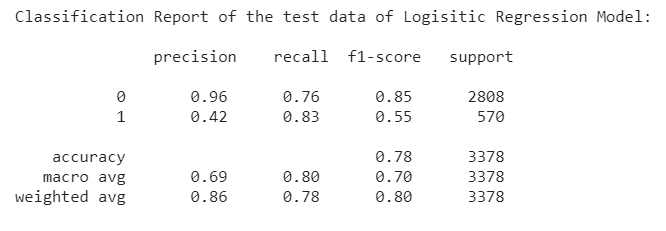 Classification Report of the test data of Logisitic Regression Model:
precision recall f1-score support
0 0.96 0.76 0.85 2808
1 0.42 0.83 0.55 570
accuracy 0.78 3378
macro avg 0.69 0.80 0.70 3378
weighted avg 0.86 0.78 0.80 3378